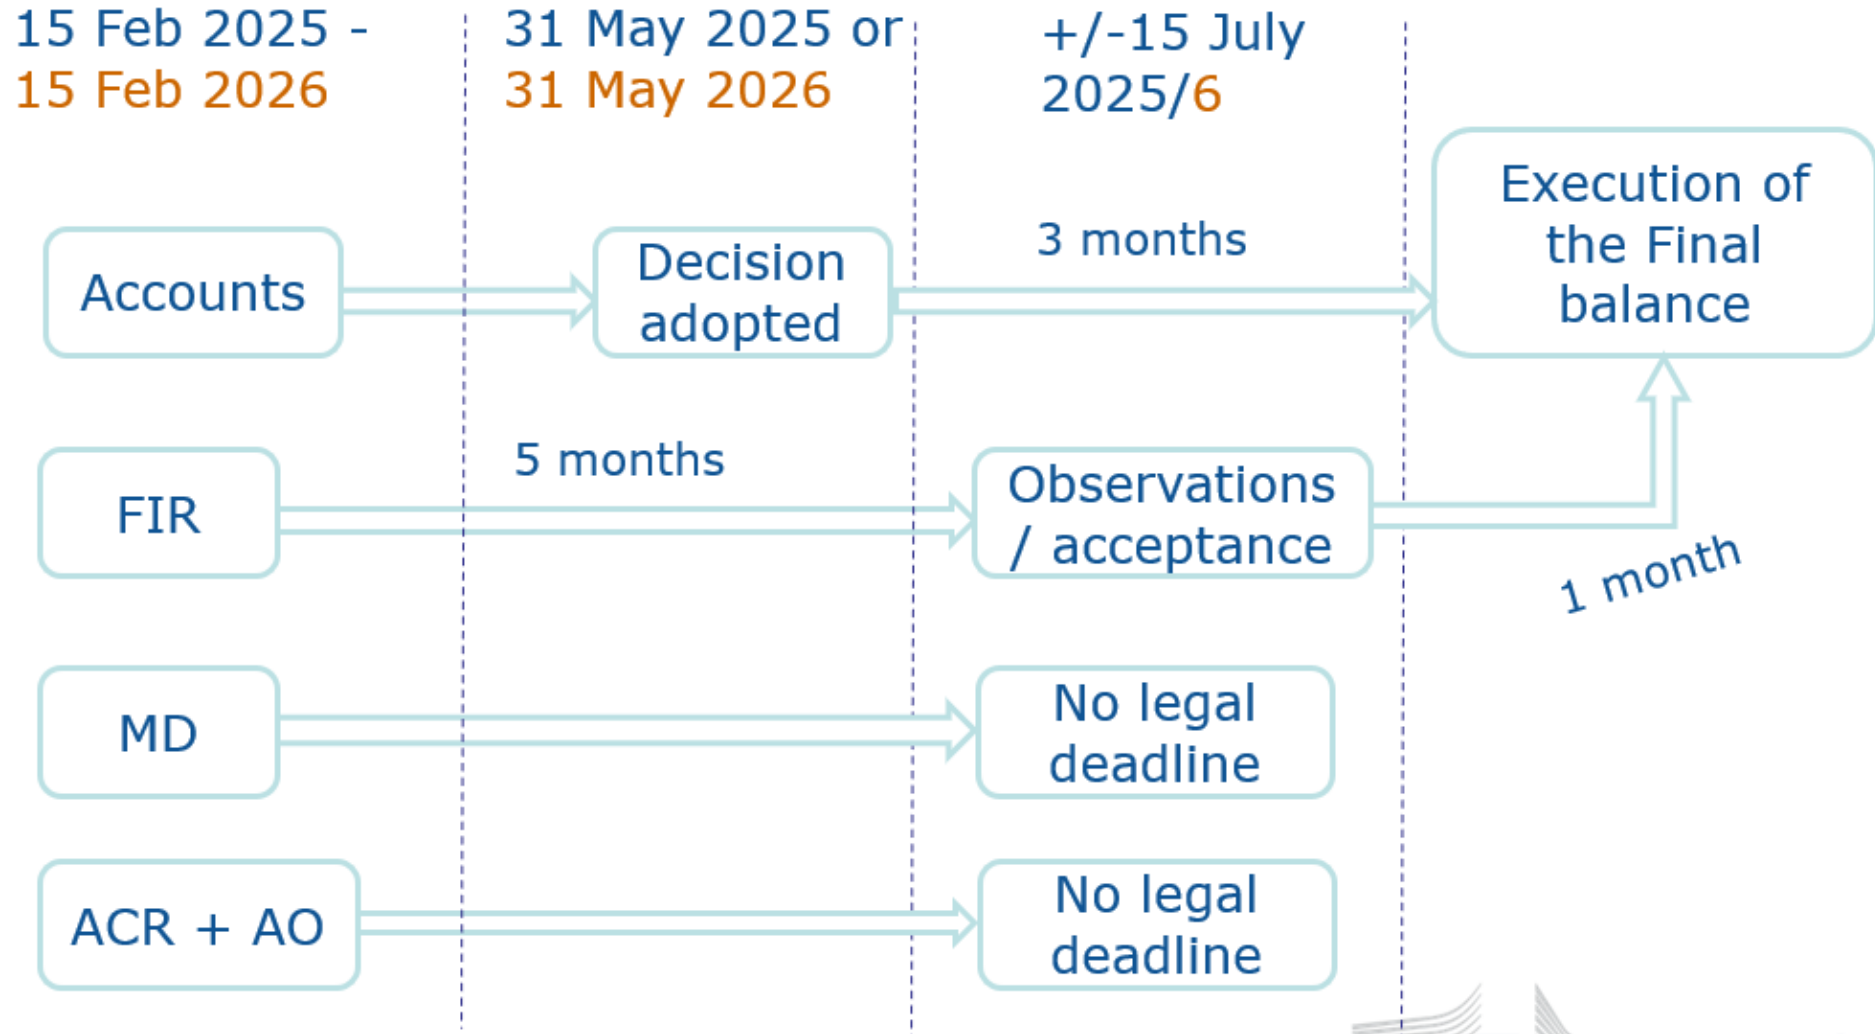 15 Feb 2025 -
15 Feb 2026
31 May 2025 or
31 May 2026
+/-15 July
2025/6
Accounts
Decision
adopted
3 months
Execution of
the Final
balance
FIR
5 months
Observations
/ acceptance
1 month
MD
No legal
deadline
ACR + AO
No legal
deadline